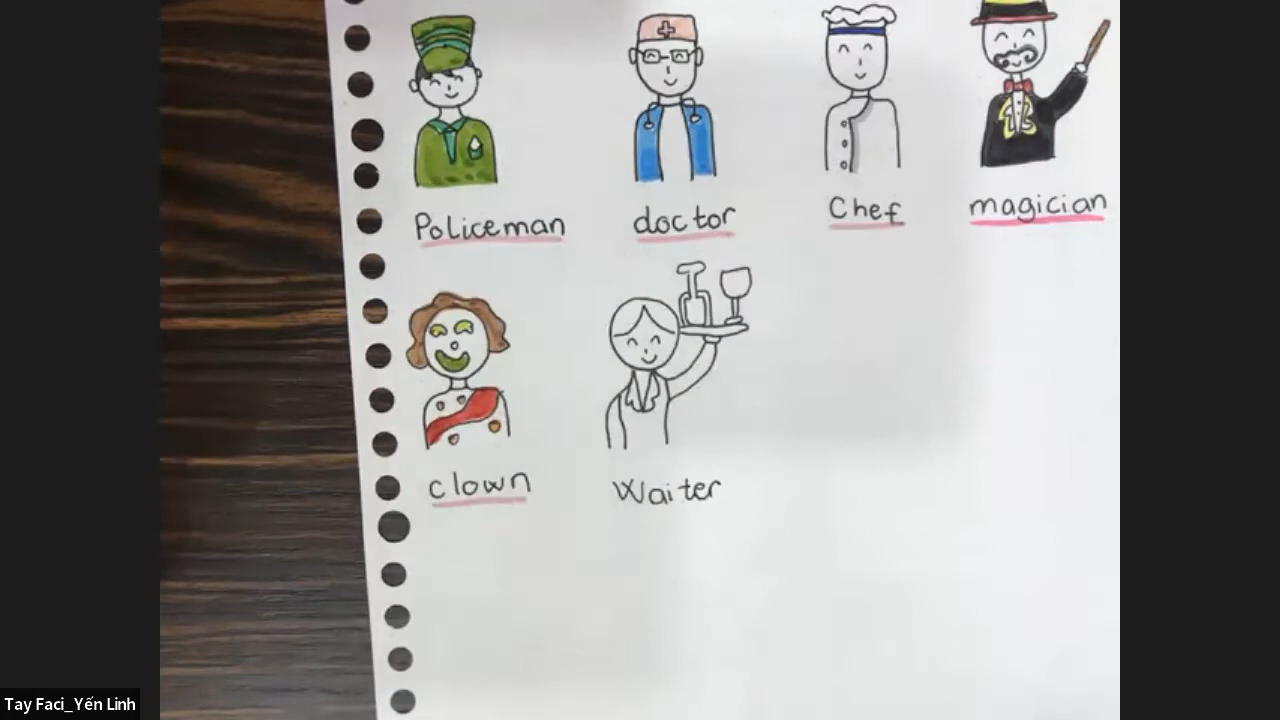 Policeman doctor Chef magician
clown Waiter
Tay Faci_Yến Linh